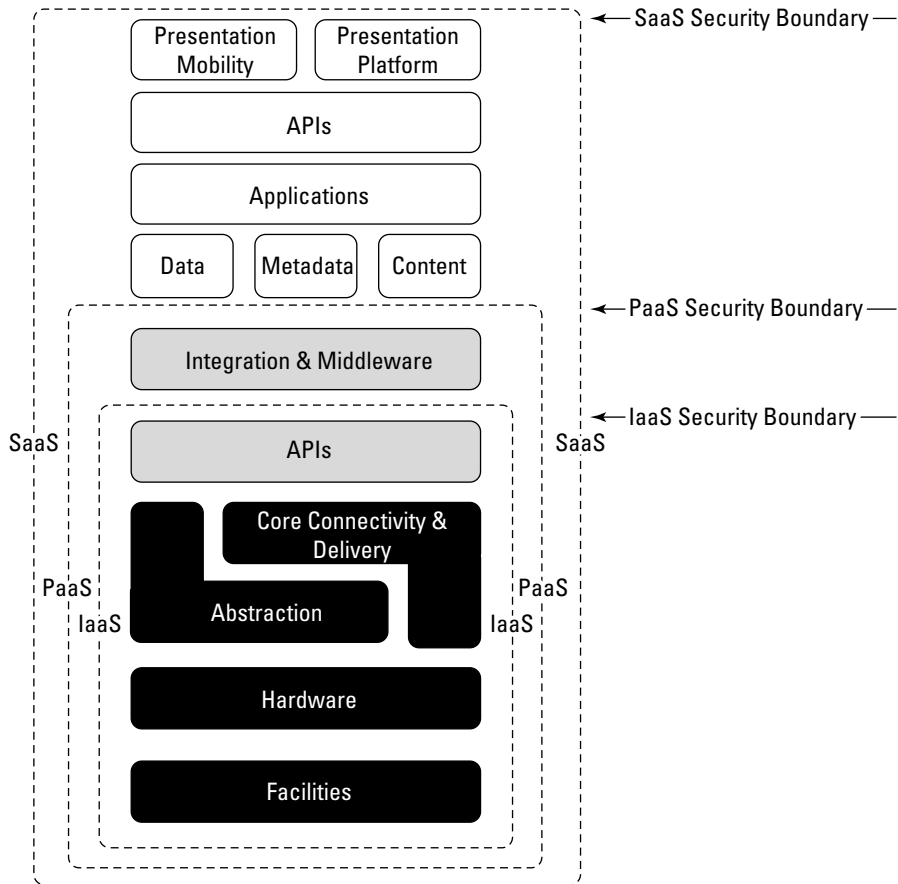 SaaS Security Boundary
Presentation
Mobility
Presentation
Platform
APIs
Applications
Data
Metadata
Content
PaaS Security Boundary
Integration & Middleware
IaaS Security Boundary
SaaS
SaaS
APIs
Core Connectivity &
Delivery
PaaS
PaaS
Abstraction
IaaS
IaaS
Hardware
Facilities